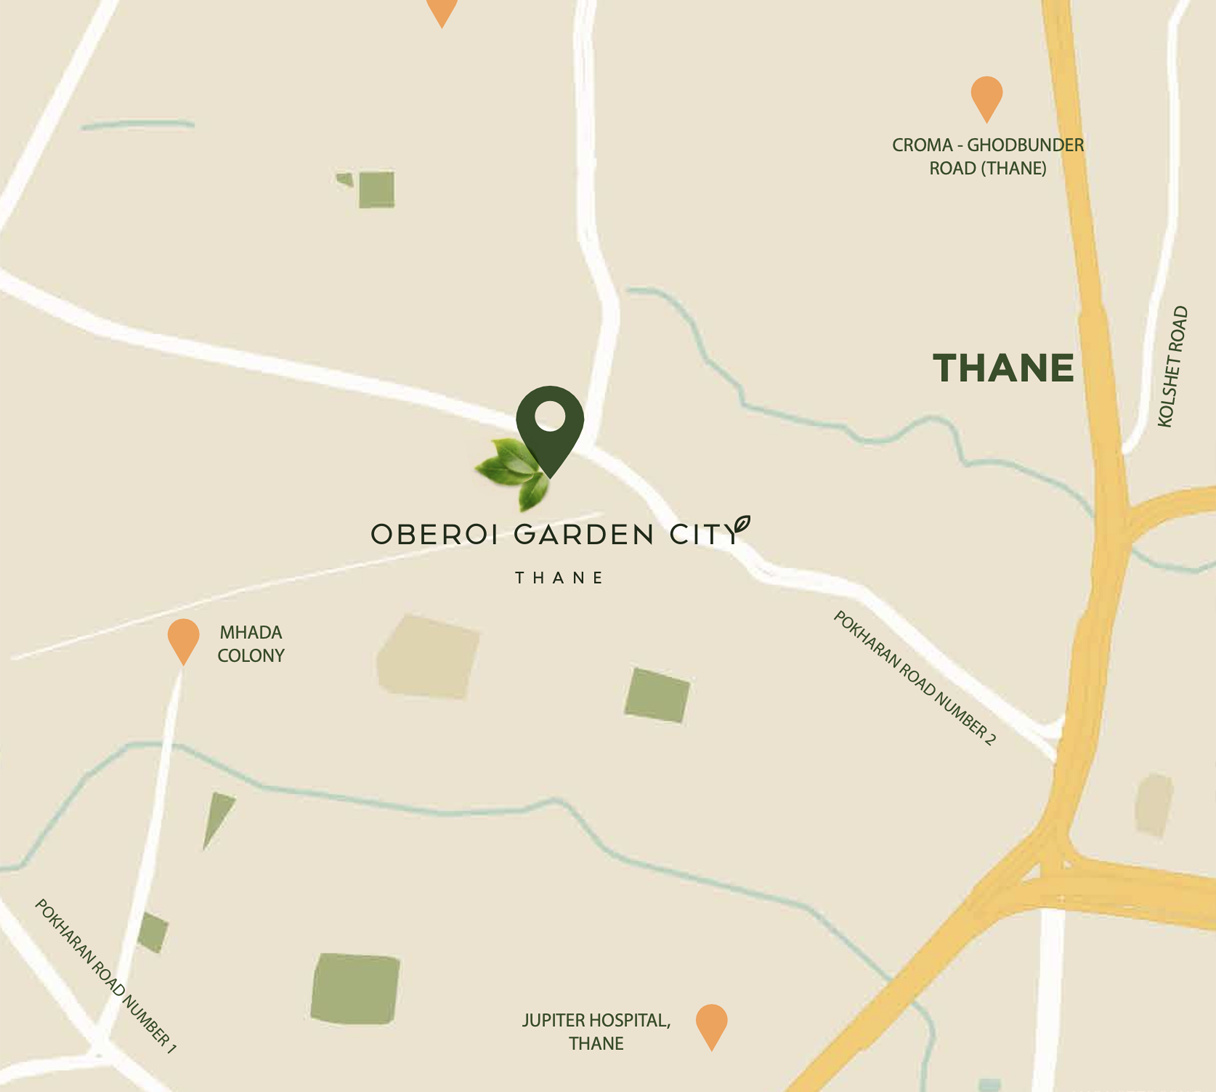 CROMA - GHODBUNDER
ROAD (THANE)
THANE
KOLSHET ROAD
OBEROI GARDEN CITY
THANE
MHADA
COLONY
POKHARAN ROAD NUMBER 2
POKHARAN ROAD NUMBER 1
JUPITER HOSPITAL,
THANE